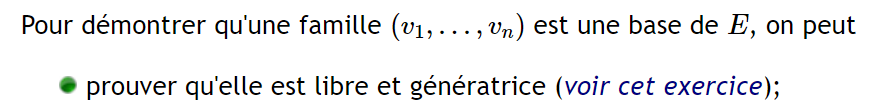 Pour démontrer qu'une famille (v₁, ..., vₙ) est une base de E, on peut
prouver qu'elle est libre et génératrice (voir cet exercice);